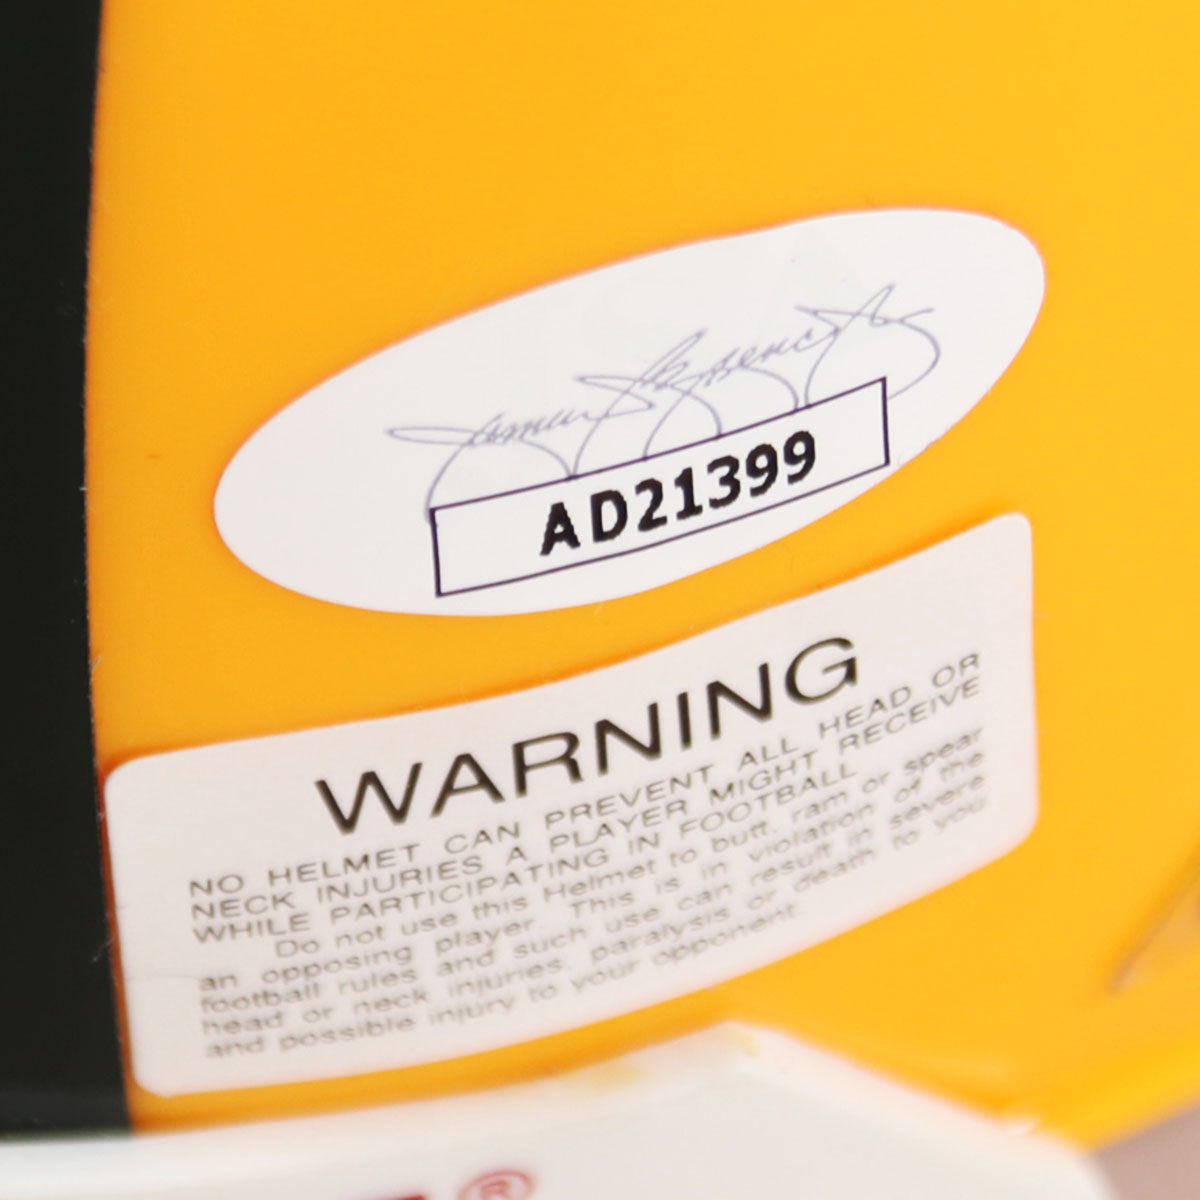 James Spence
AD21399
WARNING
NO HELMET CAN PREVENT ALL HEAD OR
NECK INJURIES A PLAYER MIGHT RECEIVE
WHILE PARTICIPATING IN FOOTBALL
Do not use this Helmet to butt, ram or spear
an opposing player. This is in violation of the
football rules and such use can result in severe
head or neck injuries, paralysis or death to you
and possible injury to your opponent.
®